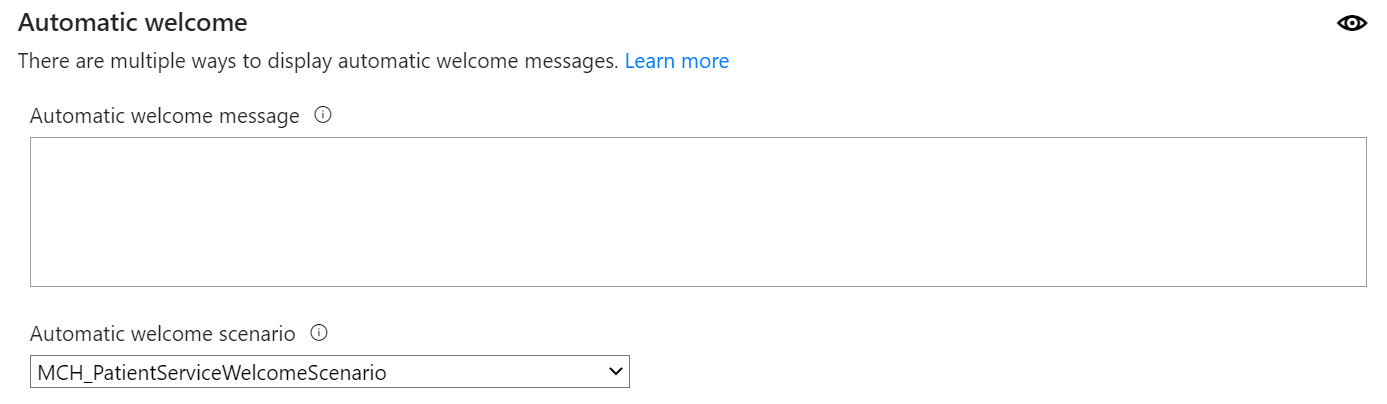 Automatic welcome
There are multiple ways to display automatic welcome messages. Learn more
Automatic welcome message
Automatic welcome scenario
MCH_PatientServiceWelcomeScenario